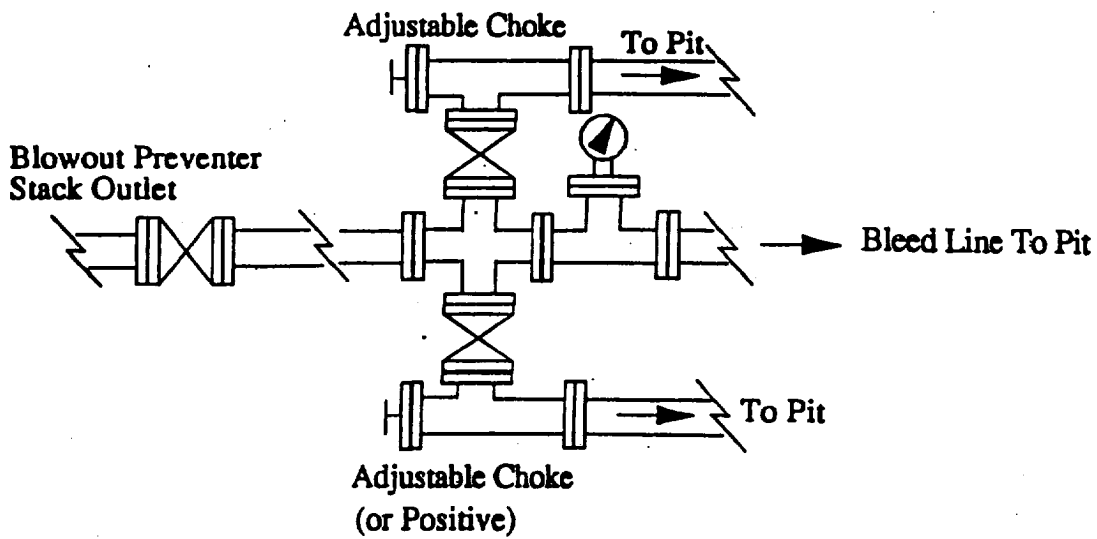 Adjustable Choke
To Pit
Blowout Preventer
Stack Outlet
Bleed Line To Pit
To Pit
Adjustable Choke
(or Positive)